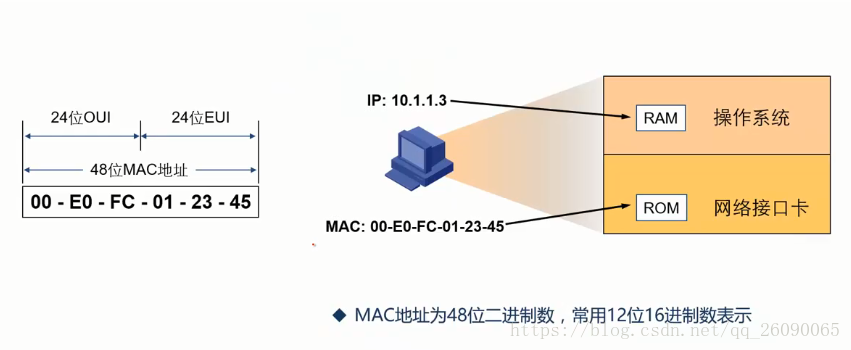 24位OUI 24位EUI
48位MAC地址
00 - E0 - FC - 01 - 23 - 45
IP: 10.1.1.3
RAM 操作系统
MAC: 00-E0-FC-01-23-45
ROM 网络接口卡
◆ MAC地址为48位二进制数，常用12位16进制数表示
https://blog.csdn.net/qq_26090065